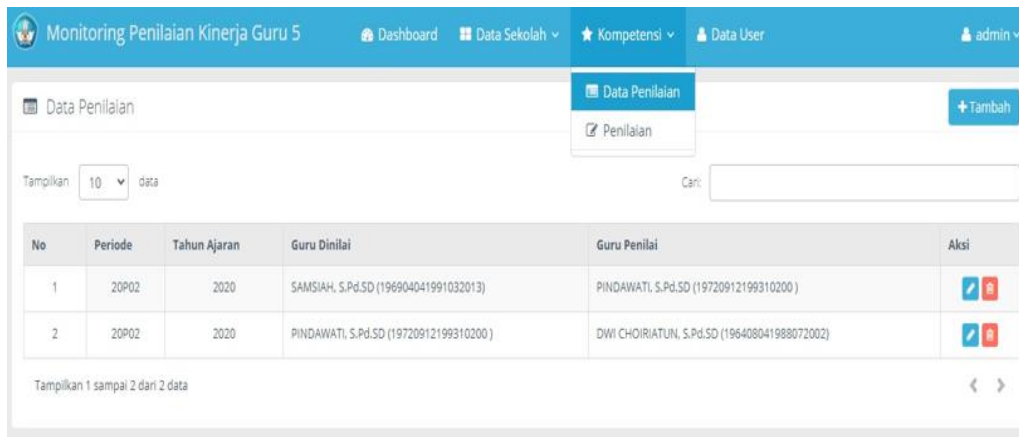 Monitoring Penilaian Kinerja Guru 5 Dashboard Data Sekolah Kompetensi Data User admin
Data Penilaian
Penilaian
Data Penilaian + Tambah
Tampilkan 10 data Cari:
No Periode Tahun Ajaran Guru Dinilai Guru Penilai Aksi
1 20P02 2020 SAMSIAH, S.Pd.SD (196904041991032013) PINDAWATI, S.Pd.SD (19720912199310200 )
2 20P02 2020 PINDAWATI, S.Pd.SD (19720912199310200 ) DWI CHOIRIATUN, S.Pd.SD (196408041988072002)
Tampilkan 1 sampai 2 dari 2 data